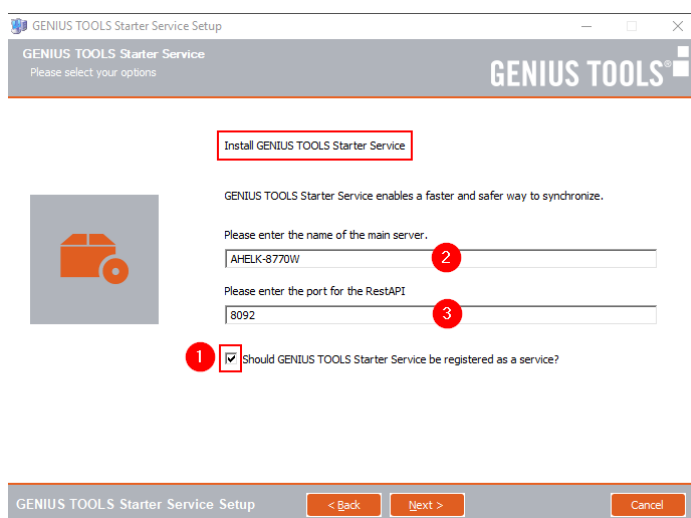 GENIUS TOOLS Starter Service Setup
GENIUS TOOLS Starter Service
Please select your options
GENIUS TOOLS®
Install GENIUS TOOLS Starter Service
GENIUS TOOLS Starter Service enables a faster and safer way to synchronize.
Please enter the name of the main server.
AHELK-8770W
2
Please enter the port for the RestAPI
8092
3
1
Should GENIUS TOOLS Starter Service be registered as a service?
GENIUS TOOLS Starter Service Setup
< Back
Next >
Cancel